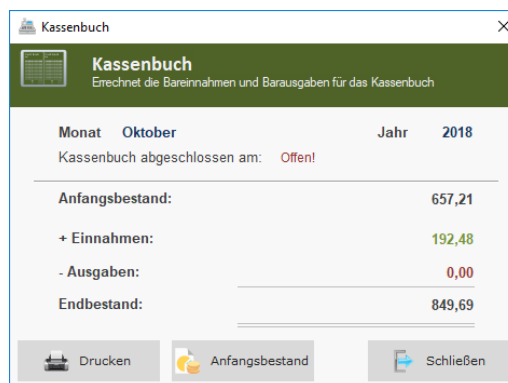 Kassenbuch
Kassenbuch
Errechnet die Bareinnahmen und Barausgaben für das Kassenbuch
Monat Oktober Jahr 2018
Kassenbuch abgeschlossen am: Offen!
Anfangsbestand: 657,21
+ Einnahmen: 192,48
- Ausgaben: 0,00
Endbestand: 849,69
Drucken Anfangsbestand Schließen